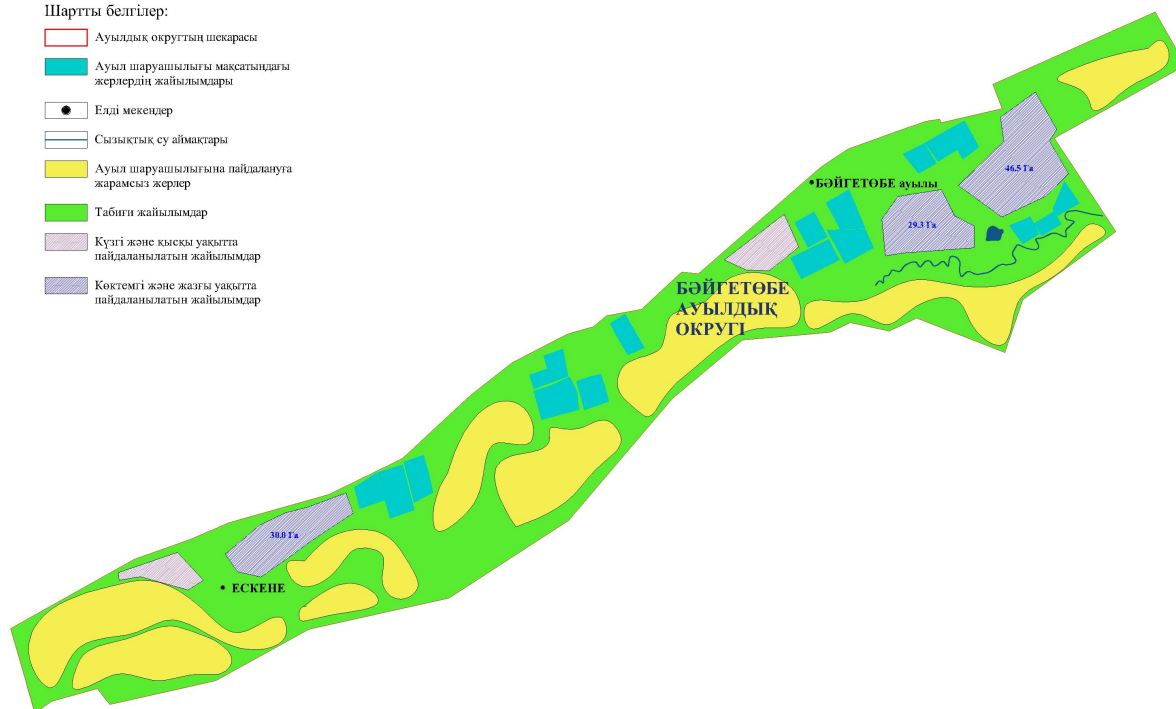 Шартты белгілер:
Ауылдық округтың шекарасы
Ауыл шаруашылығы мақсатындағы
жерлердің жайылымдары
Елді мекендер
Сызықтық су аймақтары
Ауыл шаруашылығына пайдалануға
жарамсыз жерлер
Табиғи жайылымдар
Күзгі және қысқы уақытта
пайдаланылатын жайылымдар
Көктемгі және жазғы уақытта
пайдаланылатын жайылымдар
46.5 Га
БӘЙГЕТӨБЕ ауылы
29.3 Га
БӘЙГЕТӨБЕ
АУЫЛДЫҚ
ОКРУГІ
30.0 Га
ЕСКЕНЕ